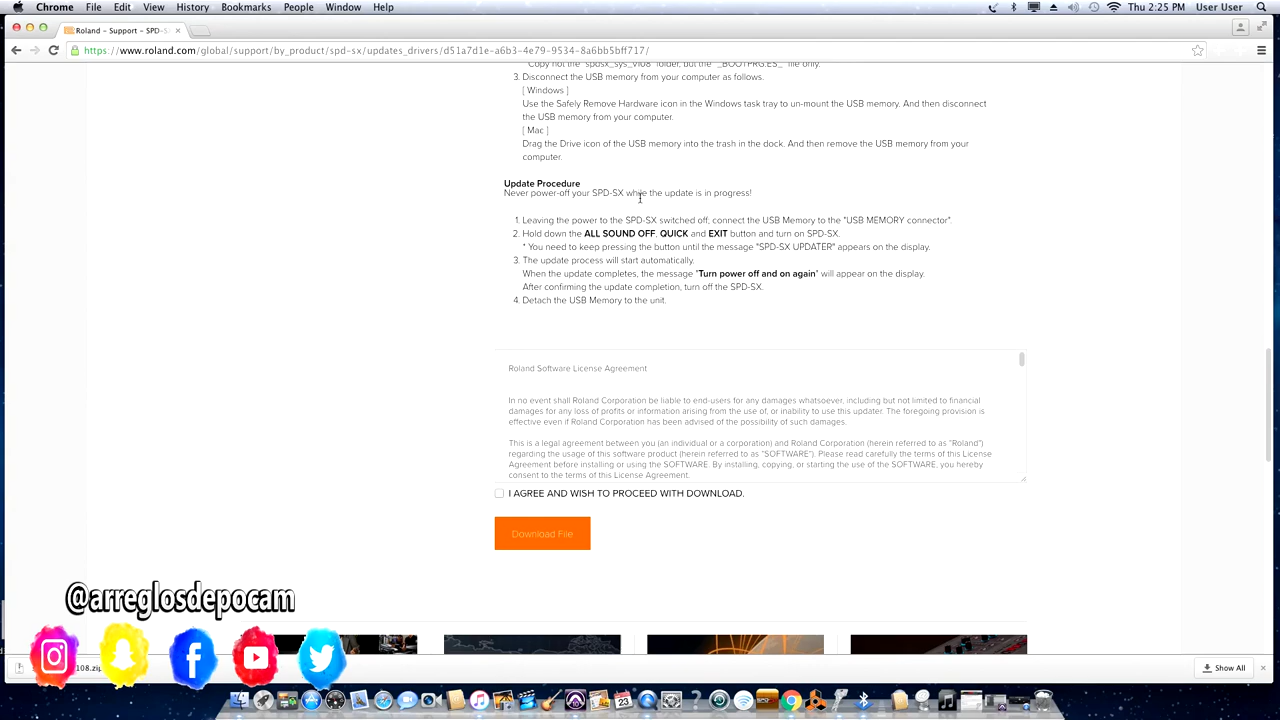 Chrome File Edit View History Bookmarks People Window Help Thu 2:25 PM User User
Roland - Support - SPD-S
https://www.roland.com/global/support/by_product/spd-sx/updates_drivers/d51a7d1e-a6b3-4e79-9534-8a6bb5bff717/
*Copy not the "spdsx_sys_v108" folder, but the "_BOOTPRG.ES_" file only.
3. Disconnect the USB memory from your computer as follows.
[ Windows ]
Use the Safely Remove Hardware icon in the Windows task tray to un-mount the USB memory. And then disconnect
the USB memory from your computer.
[ Mac ]
Drag the Drive icon of the USB memory into the trash in the dock. And then remove the USB memory from your
computer.
Update Procedure
Never power-off your SPD-SX while the update is in progress!
1. Leaving the power to the SPD-SX switched off, connect the USB Memory to the "USB MEMORY connector".
2. Hold down the ALL SOUND OFF, QUICK and EXIT button and turn on SPD-SX.
* You need to keep pressing the button until the message "SPD-SX UPDATER" appears on the display.
3. The update process will start automatically.
When the update completes, the message "Turn power off and on again" will appear on the display.
After confirming the update completion, turn off the SPD-SX.
4. Detach the USB Memory to the unit.
Roland Software License Agreement
In no event shall Roland Corporation be liable to end-users for any damages whatsoever, including but not limited to financial
damages for any loss of profits or information arising from the use of, or inability to use this updater. The foregoing provision is
effective even if Roland Corporation has been advised of the possibility of such damages.
This is a legal agreement between you (an individual or a corporation) and Roland Corporation (herein referred to as "Roland")
regarding the usage of this software product (herein referred to as "SOFTWARE"). Please read carefully the terms of this License
Agreement before installing or using the SOFTWARE. By installing, copying, or starting the use of the SOFTWARE, you hereby
consent to the terms of this License Agreement.
I AGREE AND WISH TO PROCEED WITH DOWNLOAD.
Download File
@arreglosdepocam
108.zip
Show All
23